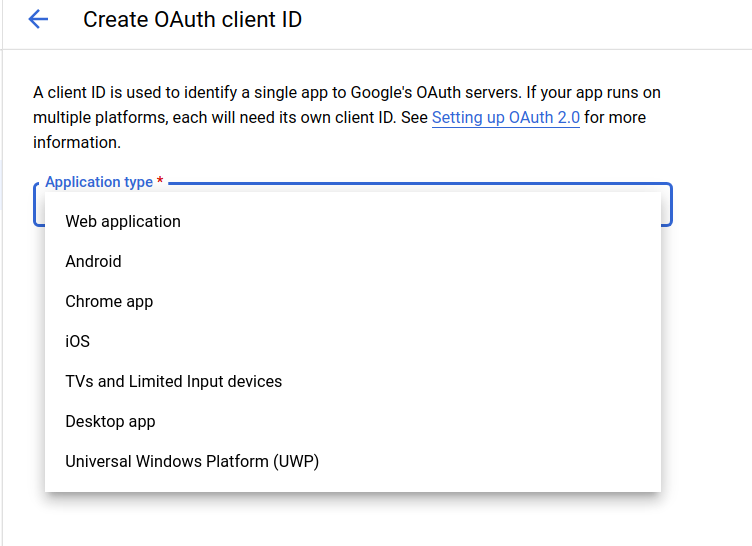 Create OAuth client ID
A client ID is used to identify a single app to Google's OAuth servers. If your app runs on
multiple platforms, each will need its own client ID. See Setting up OAuth 2.0 for more
information.
Application type *
Web application
Android
Chrome app
iOS
TVs and Limited Input devices
Desktop app
Universal Windows Platform (UWP)